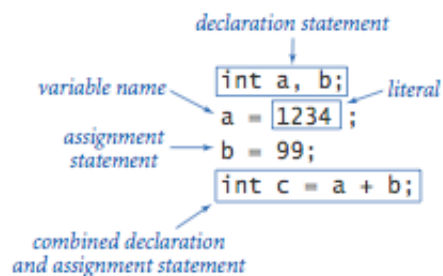 declaration statement
int a, b;
variable name
literal
a = 1234 ;
assignment
statement
b = 99;
int c = a + b;
combined declaration
and assignment statement